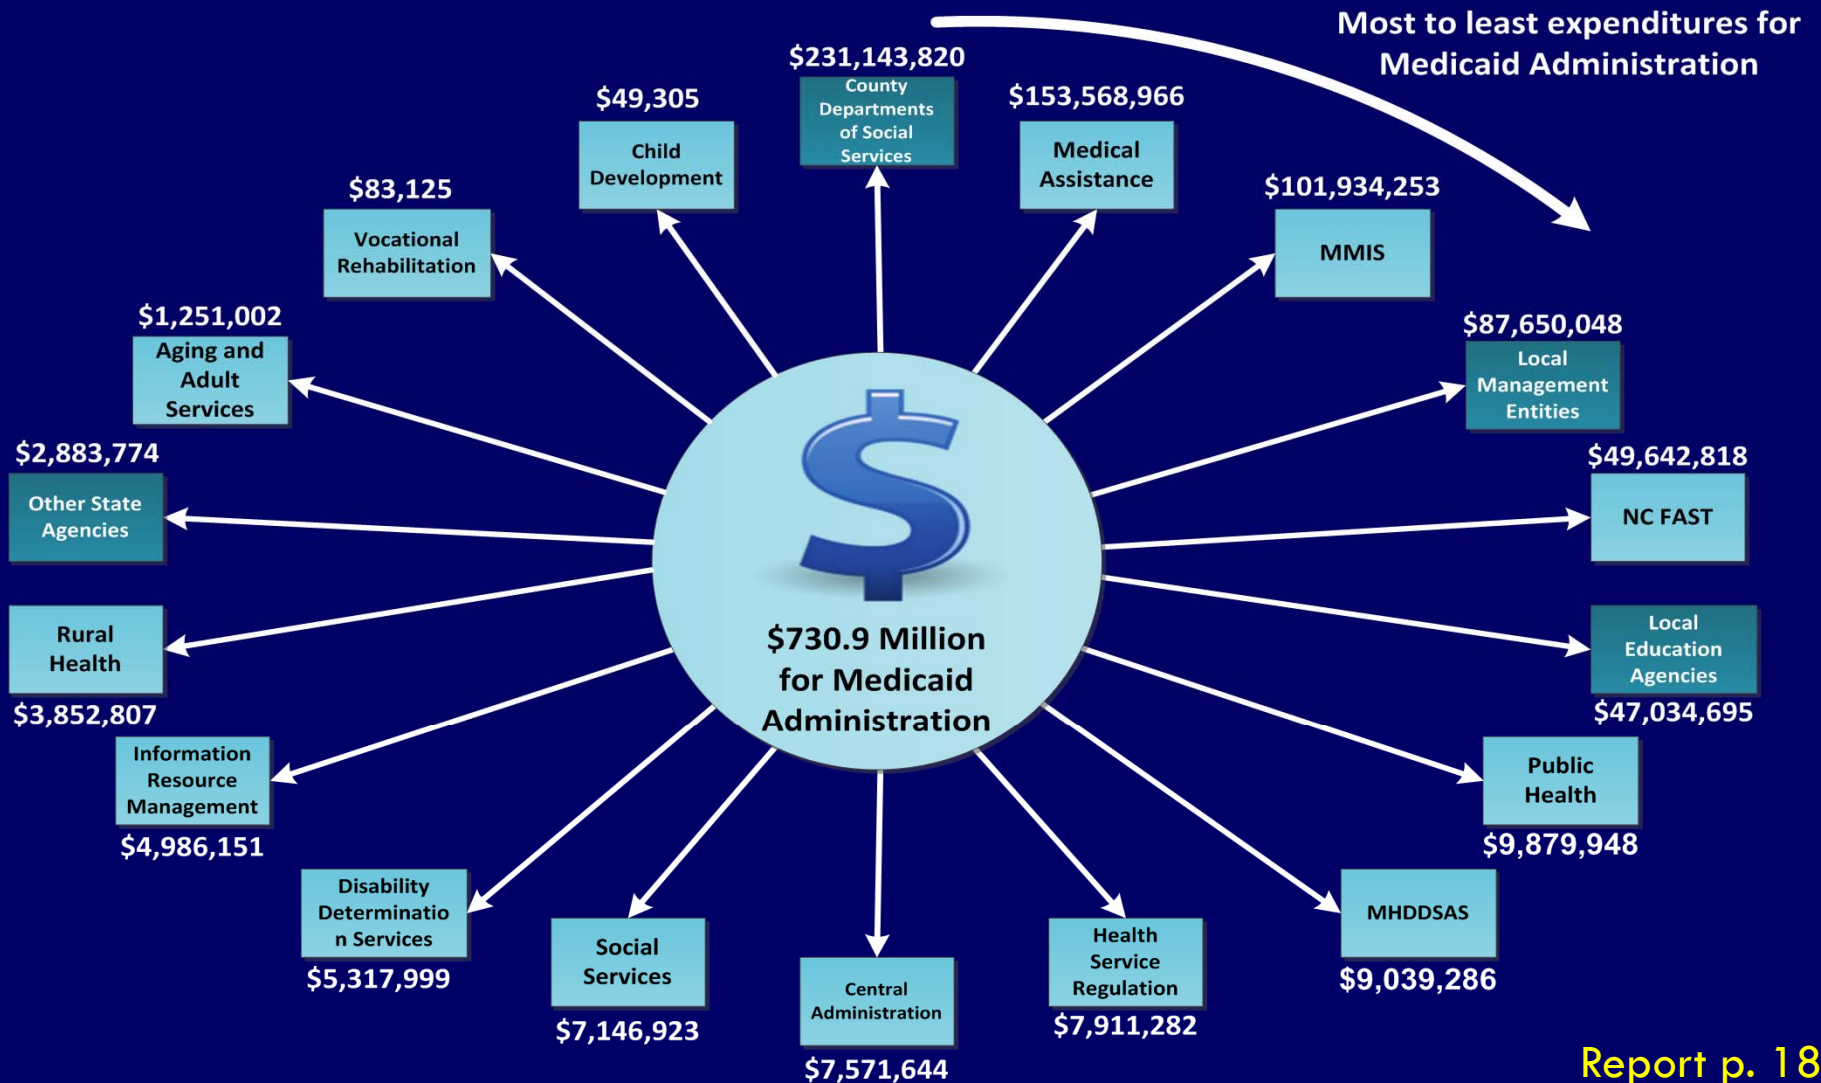 Most to least expenditures for
Medicaid Administration
$231,143,820
County
Departments
of Social
Services
$153,568,966
Medical
Assistance
$101,934,253
MMIS
$87,650,048
Local
Management
Entities
$49,642,818
NC FAST
Local
Education
Agencies
$47,034,695
Public
Health
$9,879,948
MHDDSAS
$9,039,286
Health
Service
Regulation
$7,911,282
Central
Administration
$7,571,644
Social
Services
$7,146,923
Disability
Determinatio
n Services
$5,317,999
Information
Resource
Management
$4,986,151
Rural
Health
$3,852,807
$2,883,774
Other State
Agencies
$1,251,002
Aging and
Adult
Services
$83,125
Vocational
Rehabilitation
$49,305
Child
Development
$
$730.9 Million
for Medicaid
Administration
Report p. 18